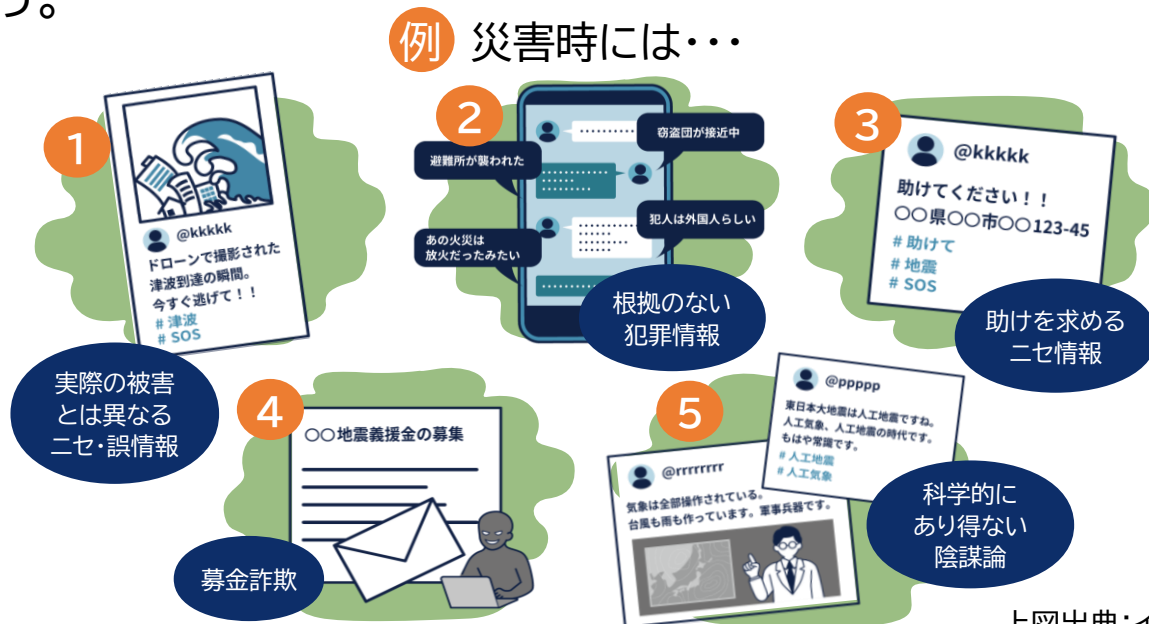 う。
例 災害時には・・・
1
@kkkkk
ドローンで撮影された
津波到達の瞬間。
今すぐ逃げて！！
# 津波
# SOS
実際の被害
とは異なる
ニセ・誤情報
2
窃盗団が接近中
避難所が襲われた
犯人は外国人らしい
あの火災は
放火だったみたい
根拠のない
犯罪情報
3
@kkkkk
助けてください！！
〇〇県〇〇市〇〇123-45
# 助けて
# 地震
# SOS
助けを求める
ニセ情報
4
〇〇地震義援金の募集
募金詐欺
5
@ppppp
東日本大地震は人工地震ですね。
人工気象、人工地震の時代です。
もはや常識です。
# 人工地震
# 人工気象
@rrrrrrrr
気象は全部操作されている。
台風も雨も作っています。軍事兵器です。
科学的に
あり得ない
陰謀論
上図出典：イ